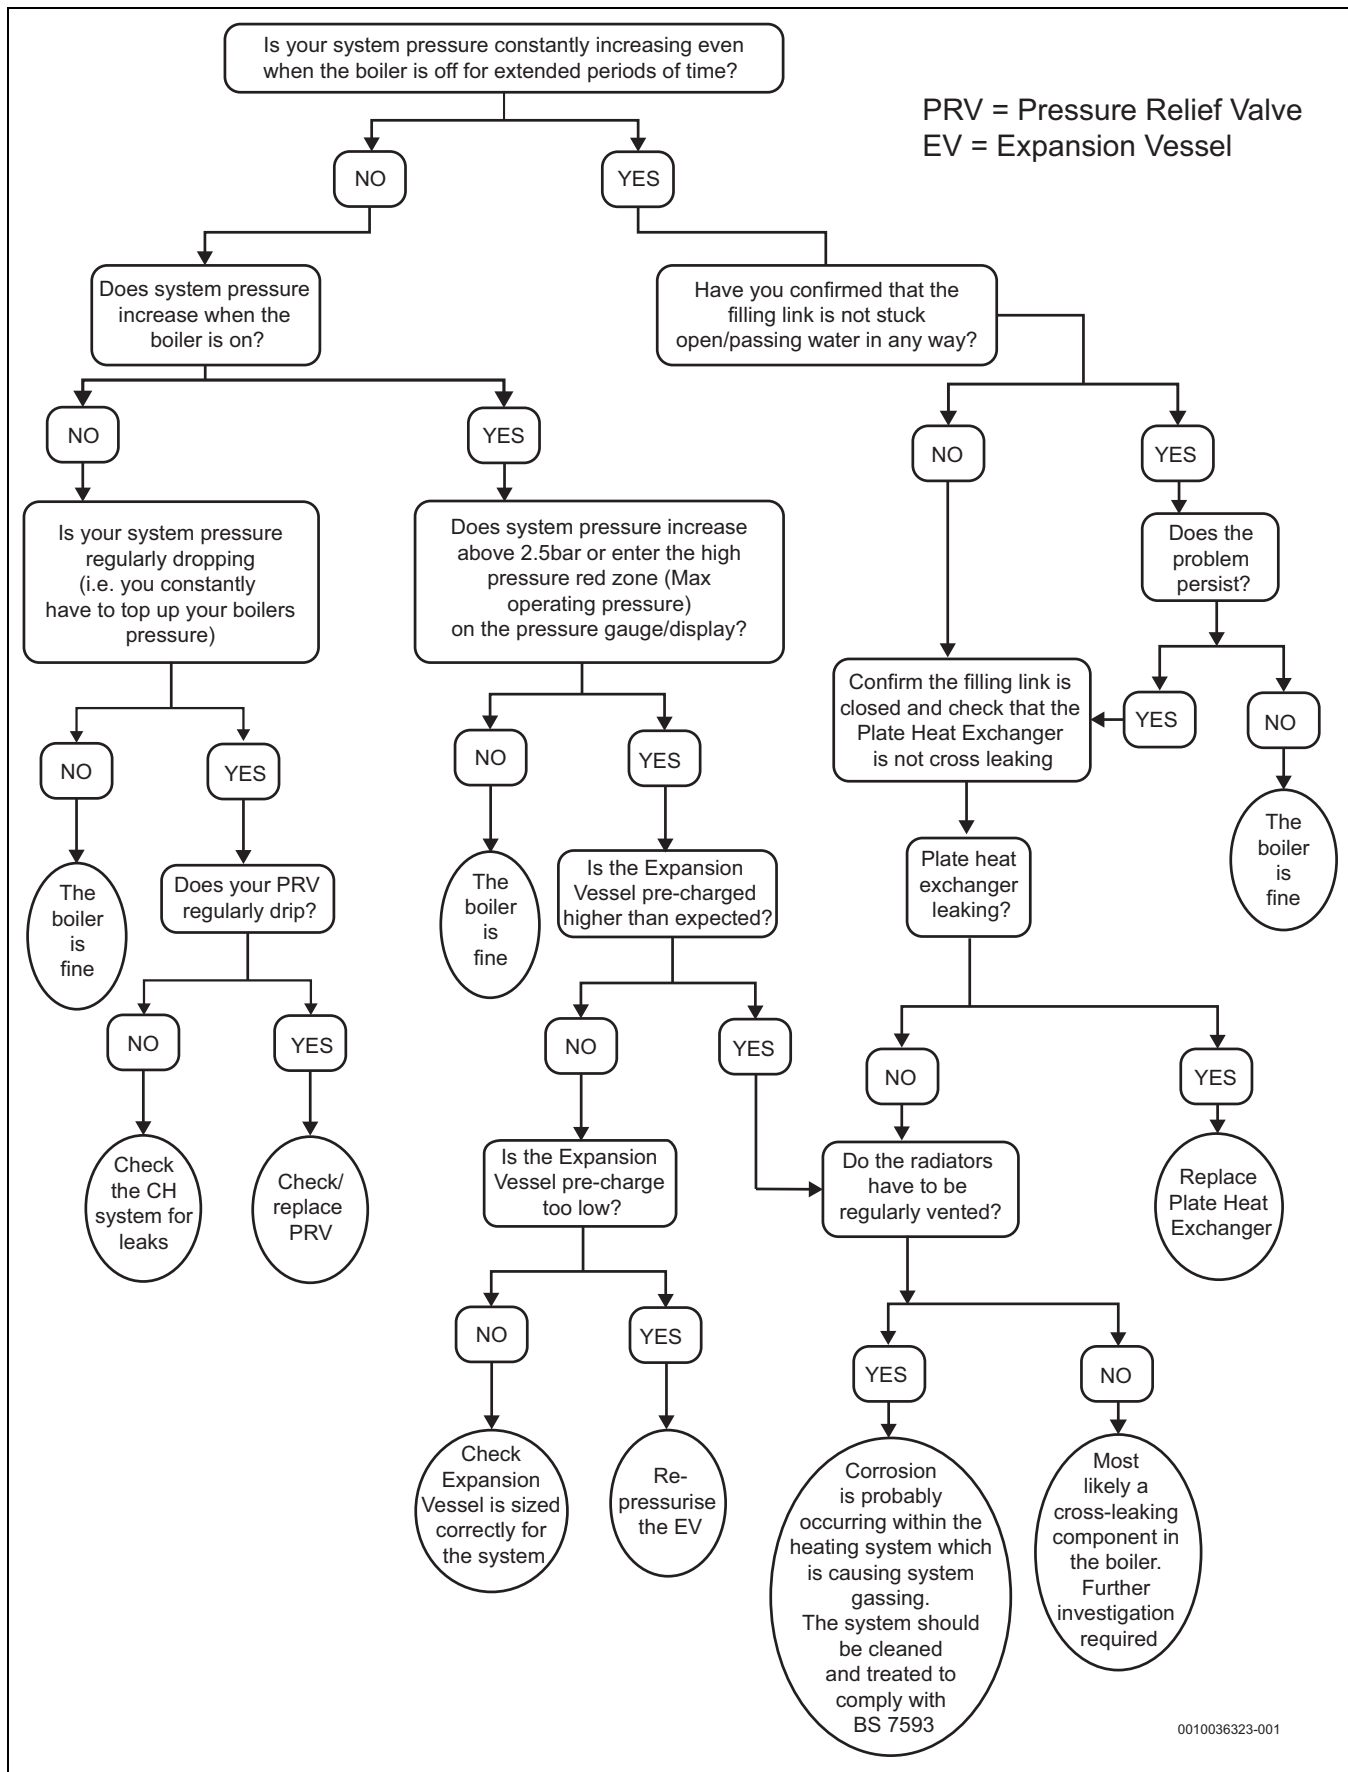 Is your system pressure constantly increasing even
when the boiler is off for extended periods of time?
PRV = Pressure Relief Valve
EV = Expansion Vessel
NO
YES
Does system pressure
increase when the
boiler is on?
Have you confirmed that the
filling link is not stuck
open/passing water in any way?
NO
YES
NO
YES
Is your system pressure
regularly dropping
(i.e. you constantly
have to top up your boilers
pressure)
Does system pressure increase
above 2.5bar or enter the high
pressure red zone (Max
operating pressure)
on the pressure gauge/display?
Does the
problem
persist?
Confirm the filling link is
closed and check that the
Plate Heat Exchanger
is not cross leaking
YES
NO
NO
YES
NO
YES
The
boiler
is
fine
Does your PRV
regularly drip?
The
boiler
is
fine
Is the Expansion
Vessel pre-charged
higher than expected?
Plate heat
exchanger
leaking?
The
boiler
is
fine
NO
YES
NO
YES
NO
YES
Check
the CH
system for
leaks
Check/
replace
PRV
Is the Expansion
Vessel pre-charge
too low?
Do the radiators
have to be
regularly vented?
Replace
Plate Heat
Exchanger
NO
YES
YES
NO
Check
Expansion
Vessel is sized
correctly for
the system
Re-
pressurise
the EV
Corrosion
is probably
occurring within the
heating system which
is causing system
gassing.
The system should
be cleaned
and treated to
comply with
BS 7593
Most
likely a
cross-leaking
component in
the boiler.
Further
investigation
required
0010036323-001